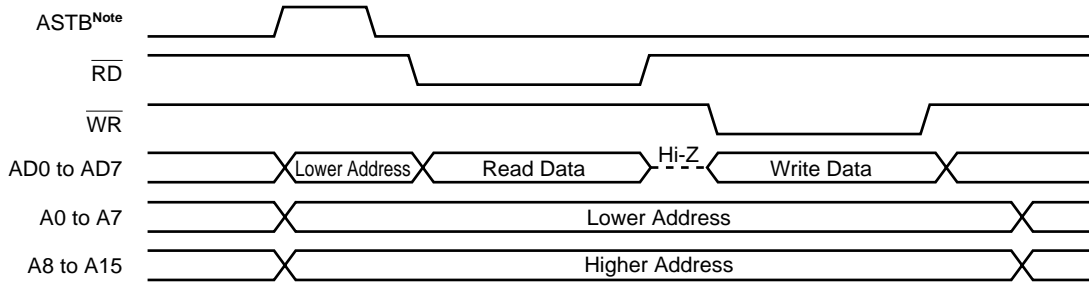 ASTBNote
RD
WR
AD0 to AD7 Lower Address Read Data Hi-Z Write Data
A0 to A7 Lower Address
A8 to A15 Higher Address